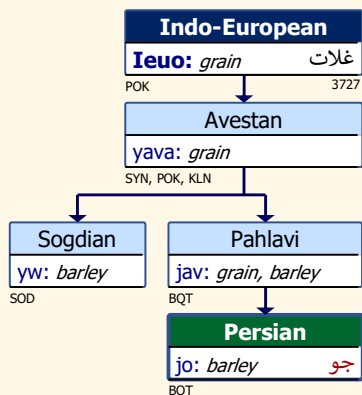 Indo-European
Ieuo: grain غلات
POK 3727
Avestan
yava: grain
SYN, POK, KLN
Sogdian Pahlavi
yw: barley jav: grain, barley
SOD BQT
Persian
jo: barley جو
BQT